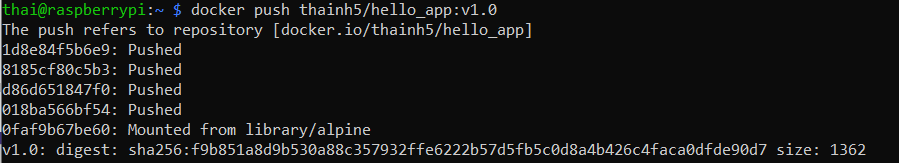 thai@raspberrypi:~ $ docker push thainh5/hello_app:v1.0
The push refers to repository [docker.io/thainh5/hello_app]
1d8e84f5b6e9: Pushed
8185cf80c5b3: Pushed
d86d651847f0: Pushed
018ba566bf54: Pushed
0faf9b67be60: Mounted from library/alpine
v1.0: digest: sha256:f9b851a8d9b530a88c357932ffe6222b57d5fb5c0d8a4b426c4faca0dfde90d7 size: 1362